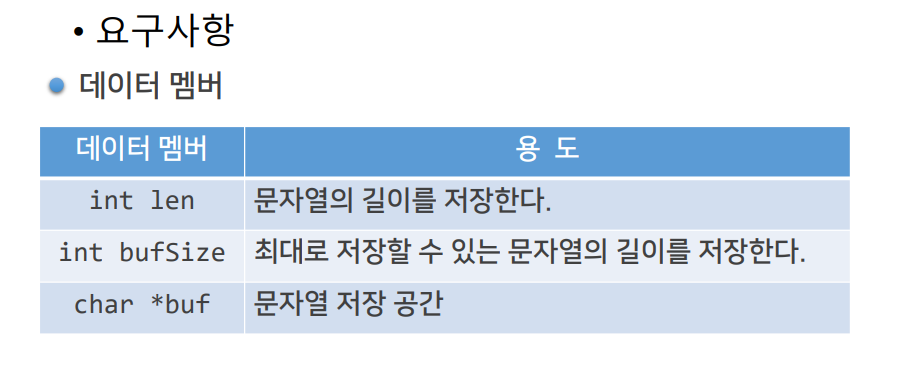 • 요구사항
데이터 멤버
데이터 멤버 용 도
int len 문자열의 길이를 저장한다.
int bufSize 최대로 저장할 수 있는 문자열의 길이를 저장한다.
char *buf 문자열 저장 공간